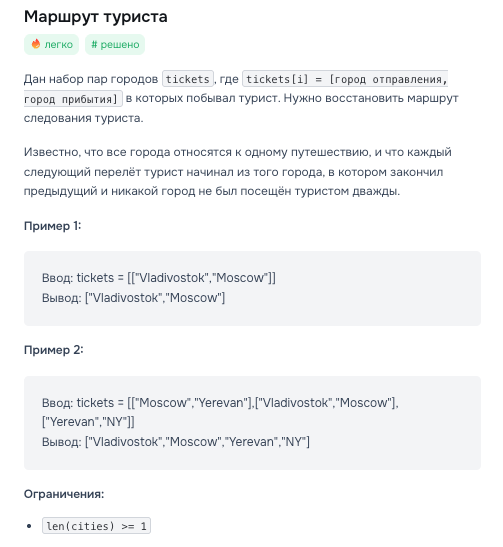 Маршрут туриста
🔥 легко # решено
Дан набор пар городов tickets, где tickets[i] = [город отправления,
город прибытия] в которых побывал турист. Нужно восстановить маршрут
следования туриста.
Известно, что все города относятся к одному путешествию, и что каждый
следующий перелёт турист начинал из того города, в котором закончил
предыдущий и никакой город не был посещён туристом дважды.
Пример 1:
Ввод: tickets = [["Vladivostok","Moscow"]]
Вывод: ["Vladivostok","Moscow"]
Пример 2:
Ввод: tickets = [["Moscow","Yerevan"],["Vladivostok","Moscow"],
["Yerevan","NY"]]
Вывод: ["Vladivostok","Moscow","Yerevan","NY"]
Ограничения:
• len(cities) >= 1